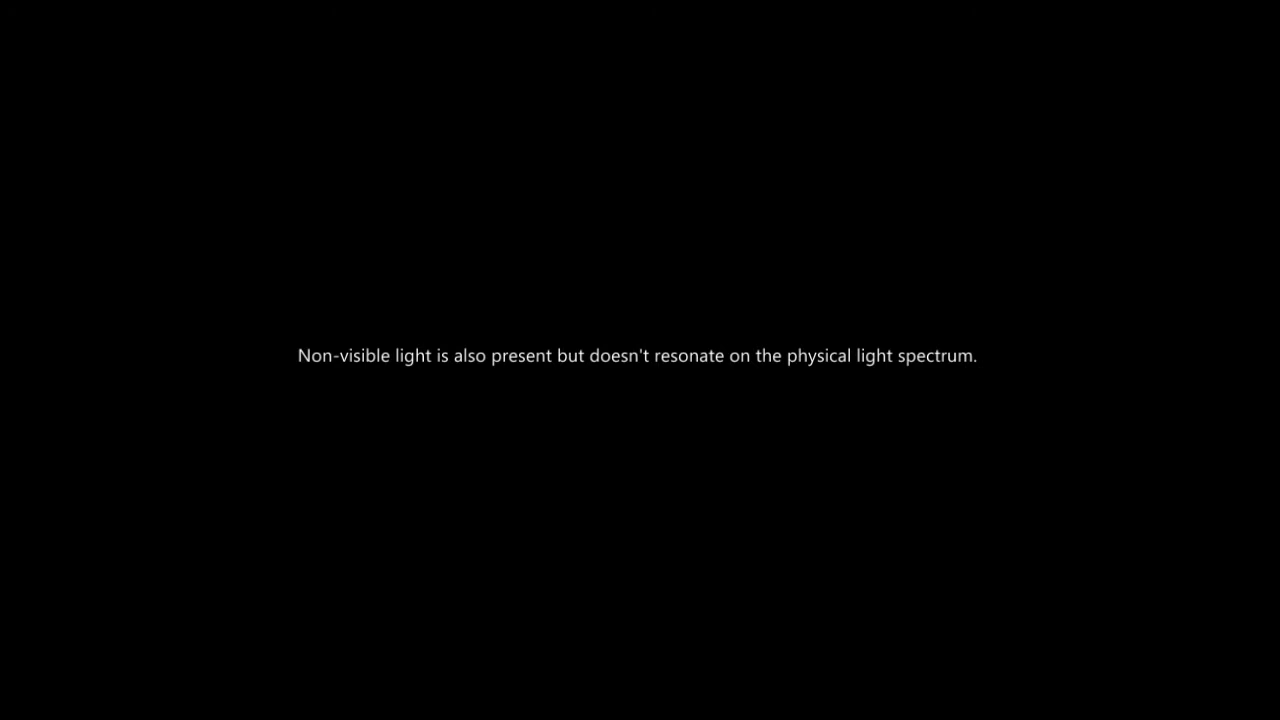 Non-visible light is also present but doesn't resonate on the physical light spectrum.